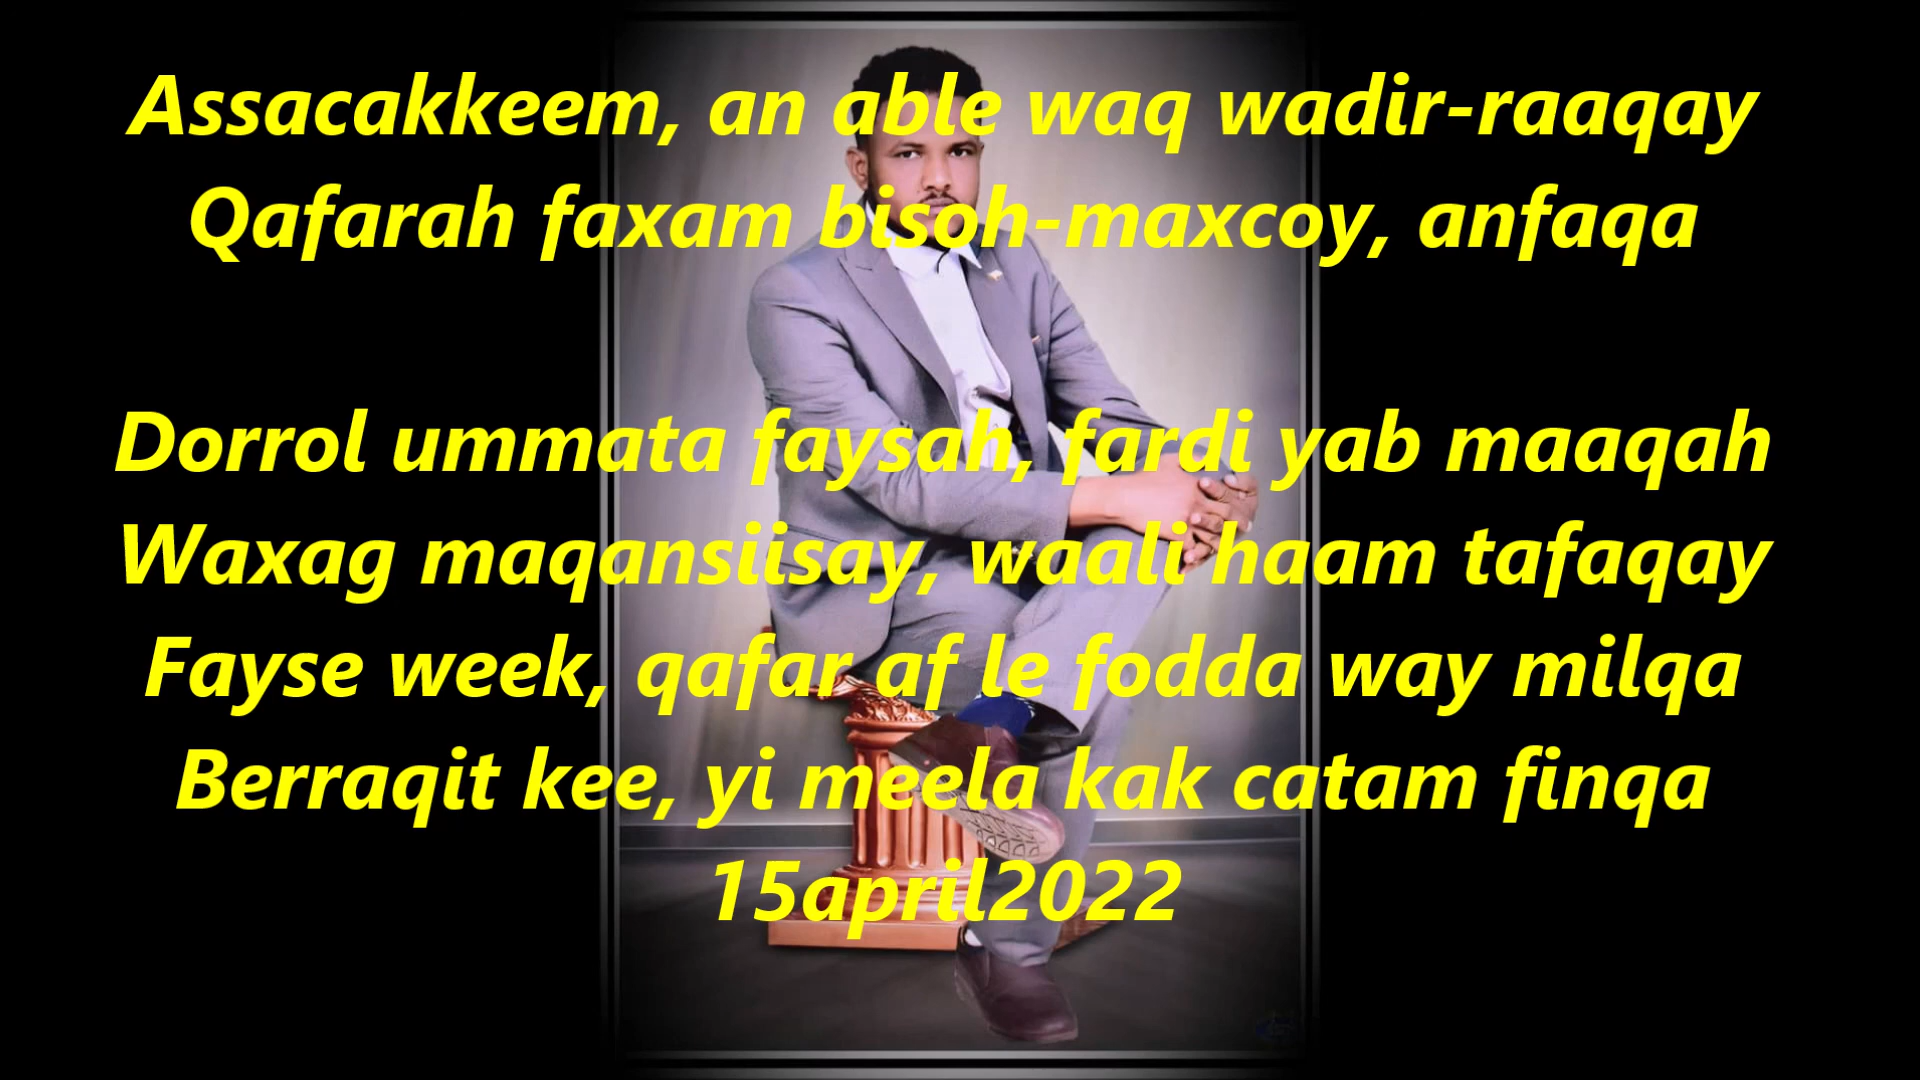 Assacakkeem, an able waq wadir-raaqay
Qafarah faxam bisoh-maxcoy, anfaqa
Dorrol ummata faysah, fardi yab maaqah
Waxag maqansiisay, waali haam tafaqay
Fayse week, qafar af le fodda way milqa
Berraqit kee, yi meela kak catam finqa
15april2022